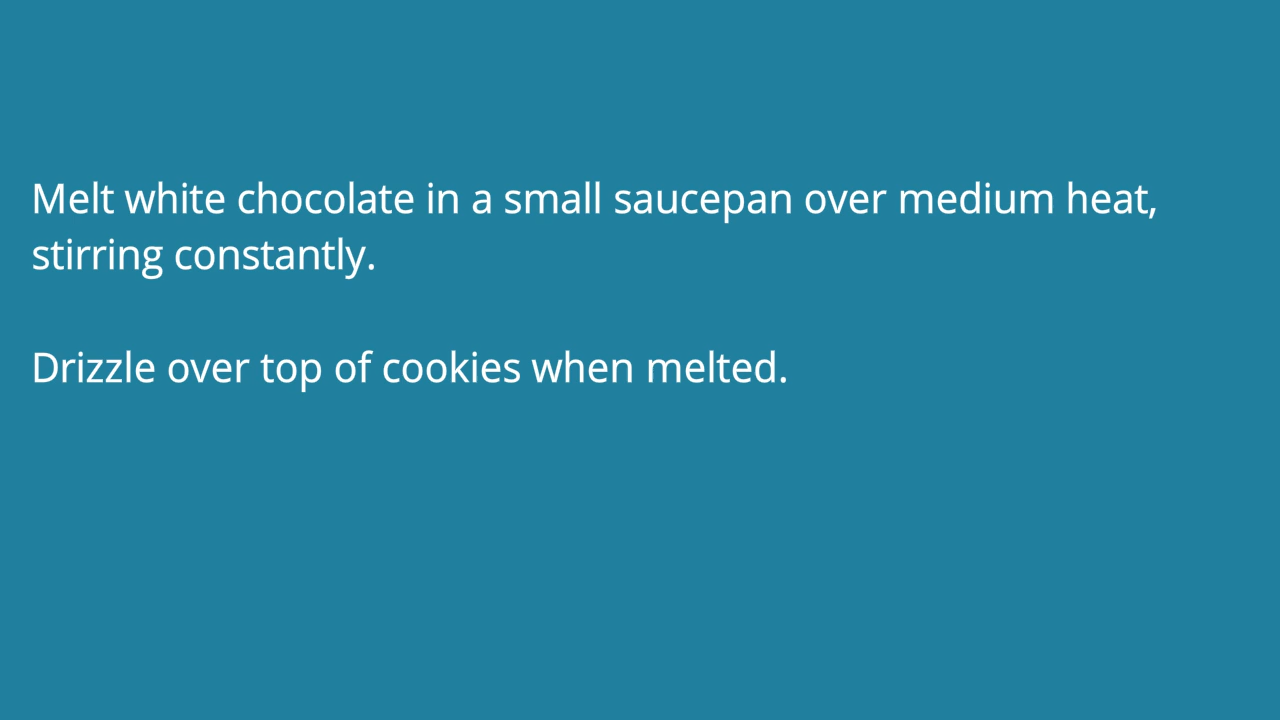 Melt white chocolate in a small saucepan over medium heat,
stirring constantly.
Drizzle over top of cookies when melted.